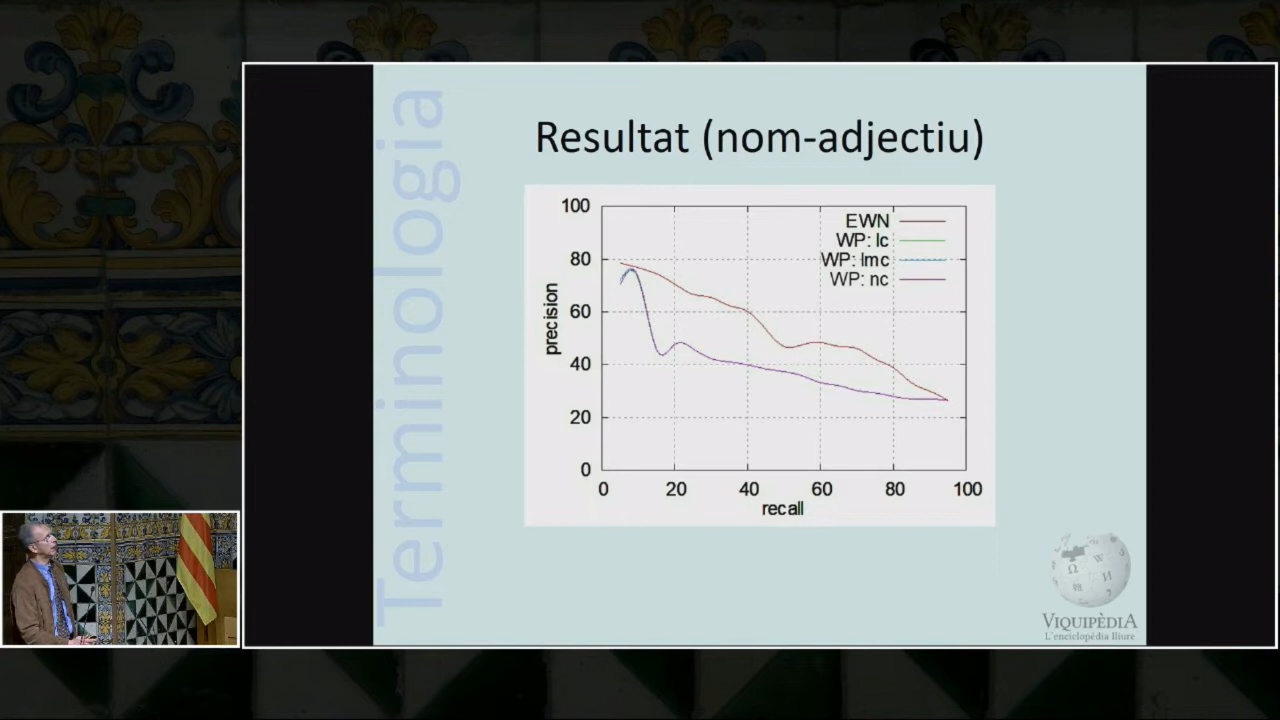 Terminologia
Resultat (nom-adjectiu)
100
80
60
40
20
0
precision
EWN
WP: lc
WP: lmc
WP: nc
0 20 40 60 80 100
recall
VIQUIPÈDIA
L'enciclopèdia lliure